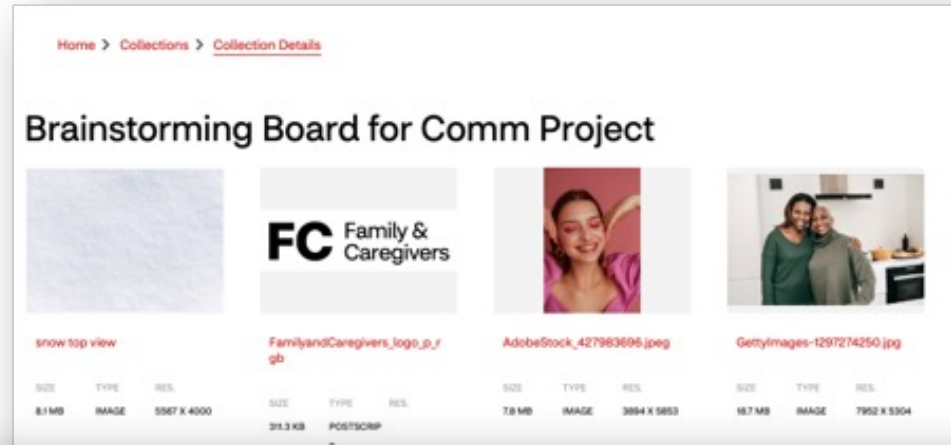 Home > Collections > Collection Details
Brainstorming Board for Comm Project
FC Family &
Caregivers
snow top view
FamilyandCaregivers_logo_p_r
gb
AdobeStock_427983696.jpeg
GettyImages-1297274250.jpg
SIZE TYPE RES.
8.1 MB IMAGE 5567 X 4000
SIZE TYPE RES.
311.3 KB POSTSCRIP
SIZE TYPE RES.
7.8 MB IMAGE 3894 X 5853
SIZE TYPE RES.
18.7 MB IMAGE 7952 X 5304